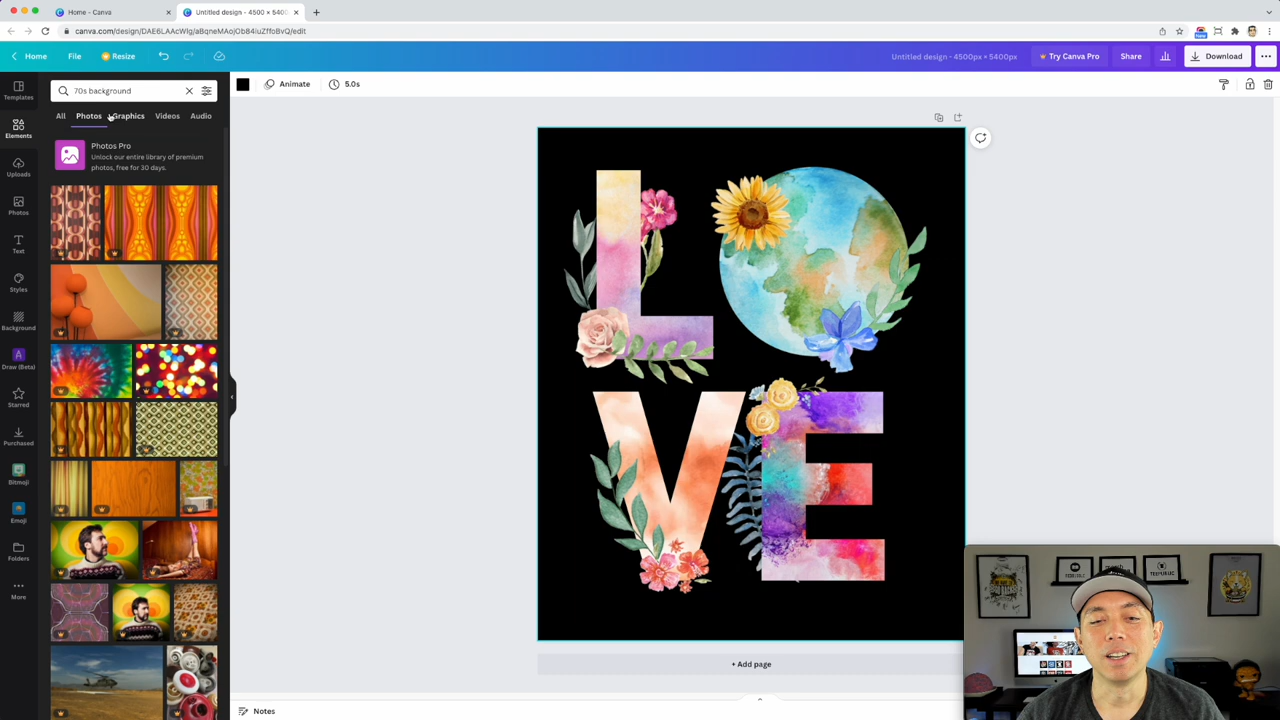 Home - Canva
Untitled design - 4500 × 5400
canva.com/design/DAE6LAAcWlg/aBqneMAojOb84iuZffoBvQ/edit
New
Home
File
Resize
Untitled design - 4500px × 5400px
Try Canva Pro
Share
Download
Templates
Elements
Uploads
Photos
Text
Styles
Background
Draw (Beta)
Starred
Purchased
Bitmoji
Emoji
Folders
More
70s background
All
Photos
Graphics
Videos
Audio
Photos Pro
Unlock our entire library of premium
photos, free for 30 days.
Animate
5.0s
L
VE
+ Add page
Notes